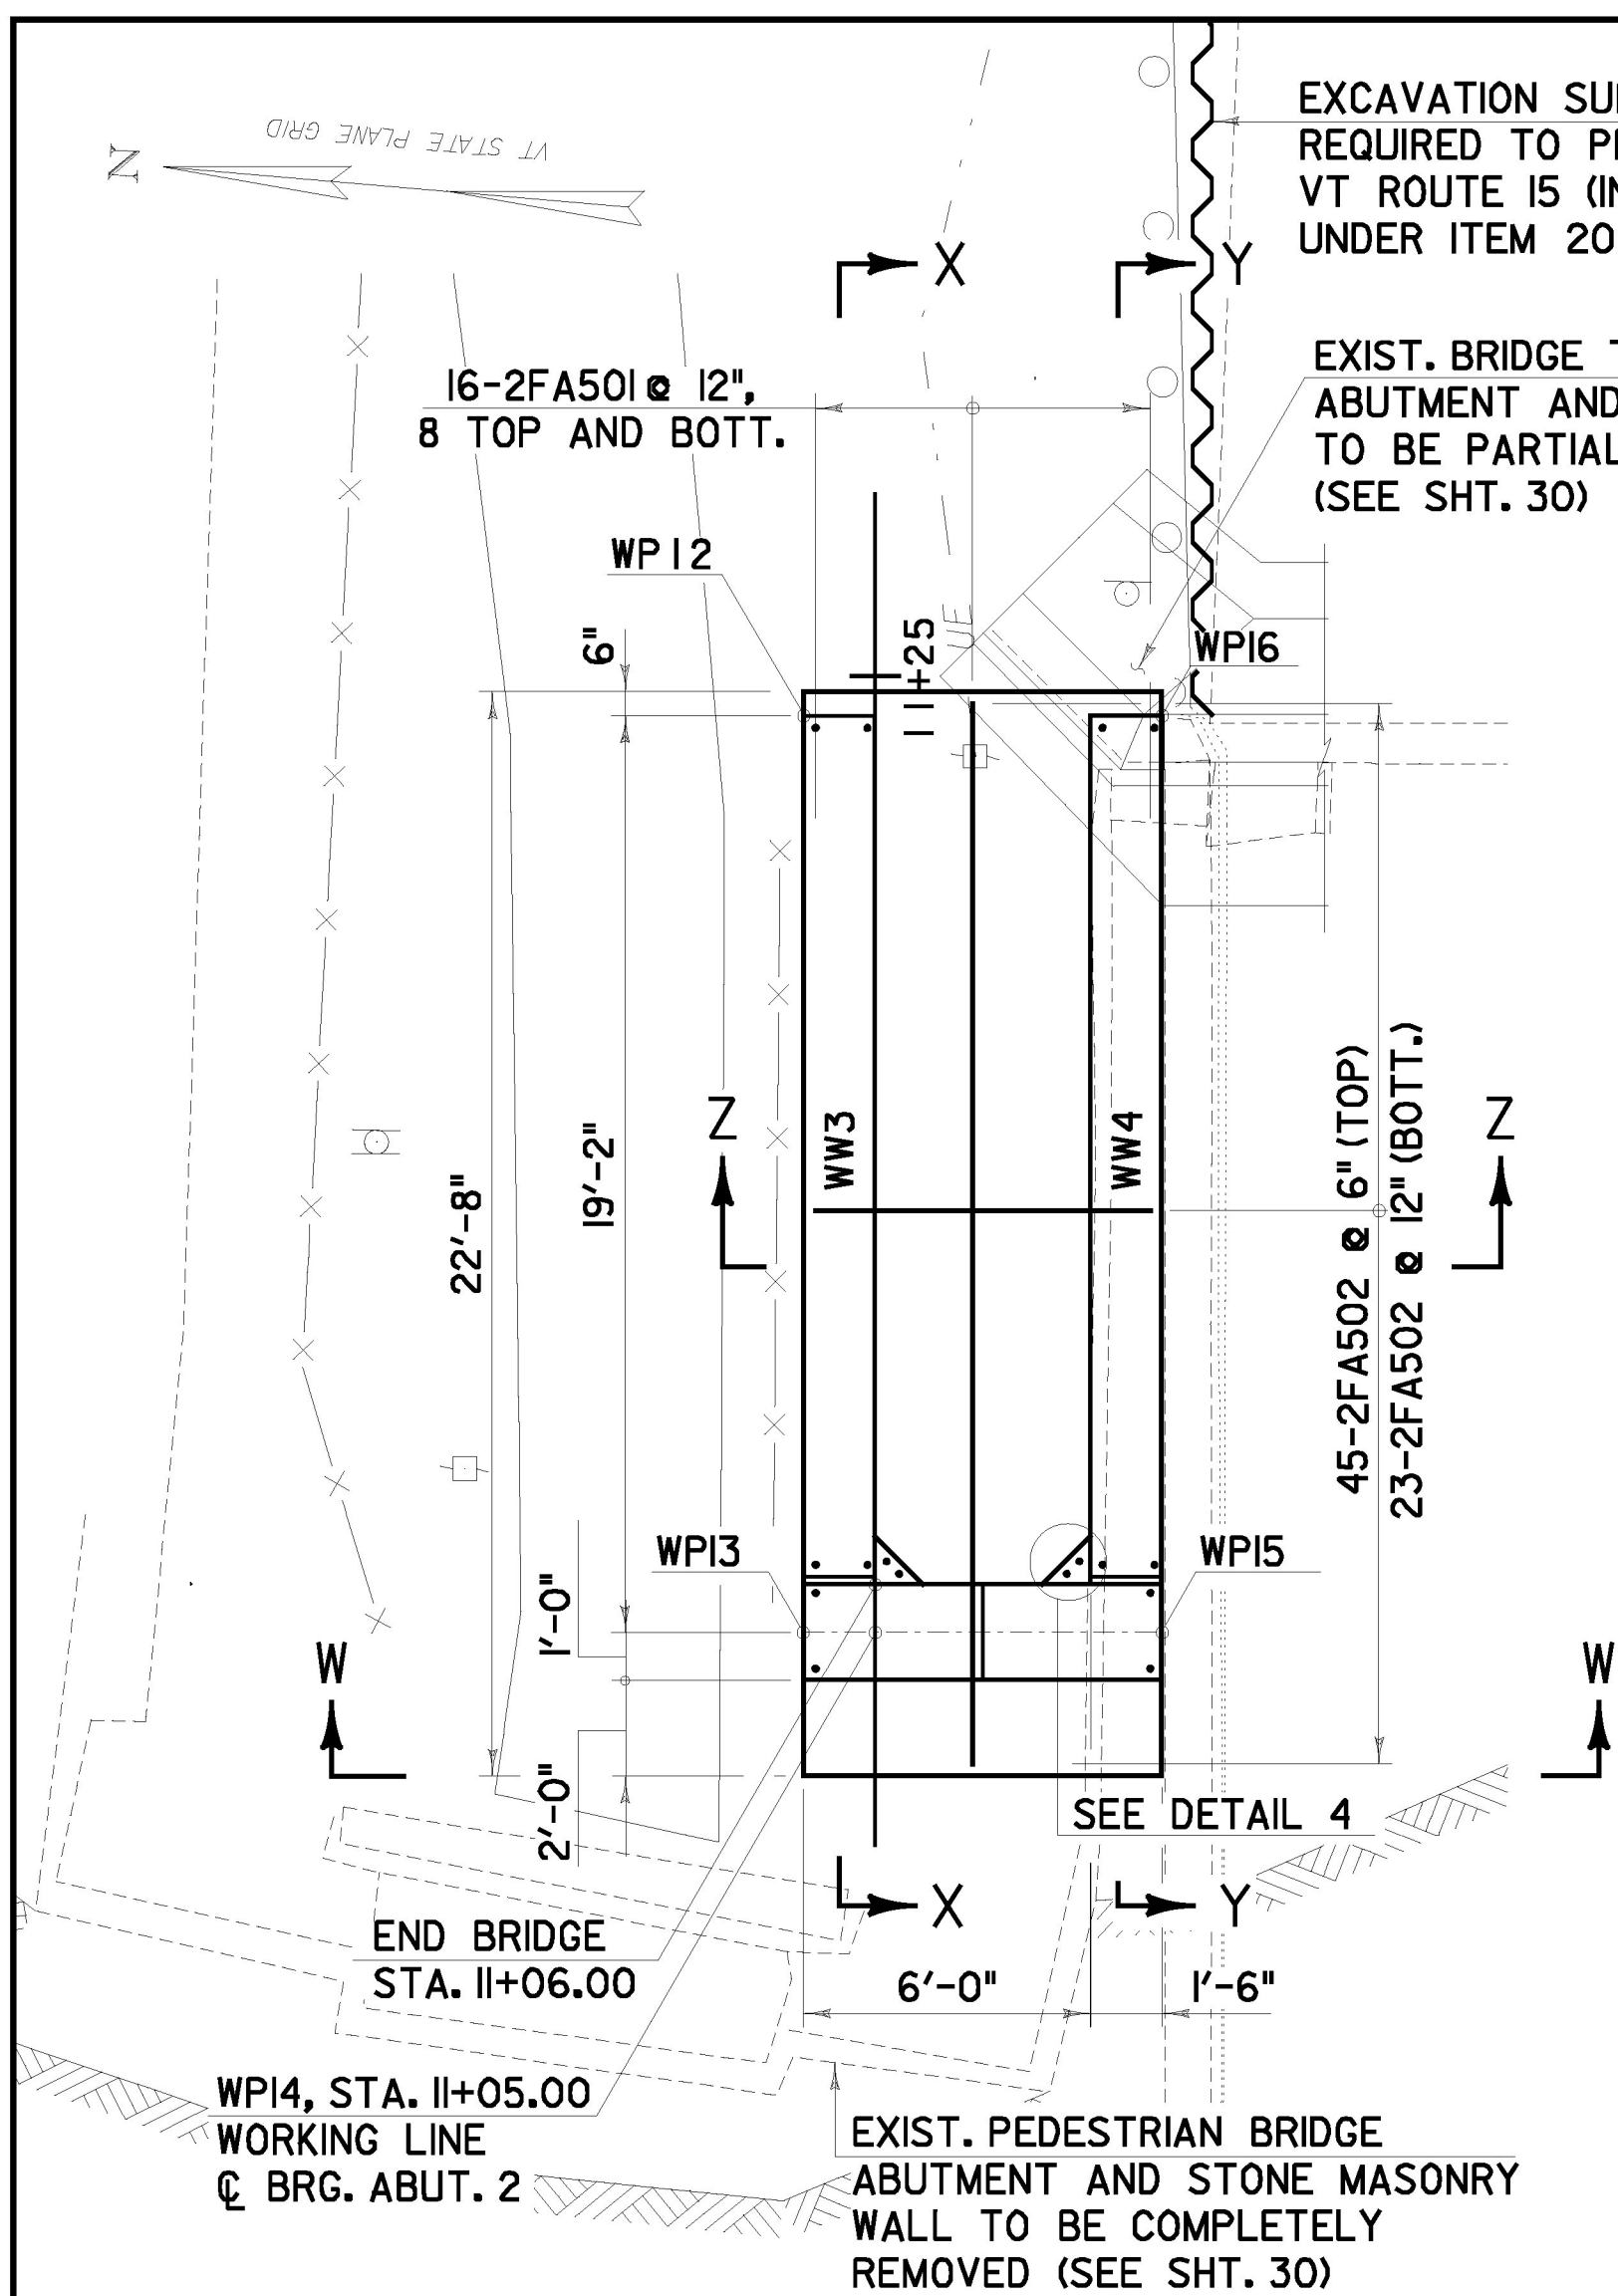 EXCAVATION
REQUIRED TO
VT ROUTE 15
UNDER ITEM
VT STATE PLANE GRID
N
X
Y
EXIST. BRIDGE
ABUTMENT AND
TO BE
(SEE SHT. 30)
16-2FA501 @ 12",
8 TOP AND BOTT.
WP12
6"
UE
11+25
WP16
22'-8"
19'-2"
Z
WW3
WW4
45-2FA502 @ 6" (TOP)
23-2FA502 @ 12" (BOTT.)
Z
WP13
WP15
1'-0"
W
W
2'-0"
SEE DETAIL 4
X
Y
END BRIDGE
STA. 11+06.00
6'-0"
1'-6"
WP14, STA. 11+05.00
WORKING LINE
℄ BRG. ABUT. 2
EXIST. PEDESTRIAN BRIDGE
ABUTMENT AND STONE MASONRY
WALL TO BE COMPLETELY
REMOVED (SEE SHT. 30)